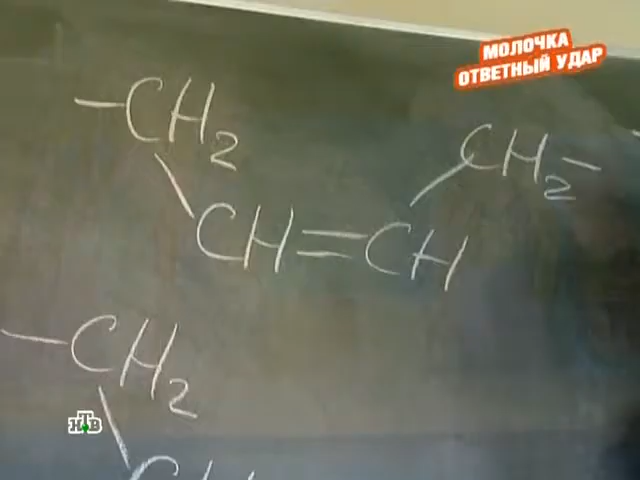 МОЛОЧКА
ОТВЕТНЫЙ УДАР
—CH₂
CH₂—
CH=CH
—CH₂
НТВ